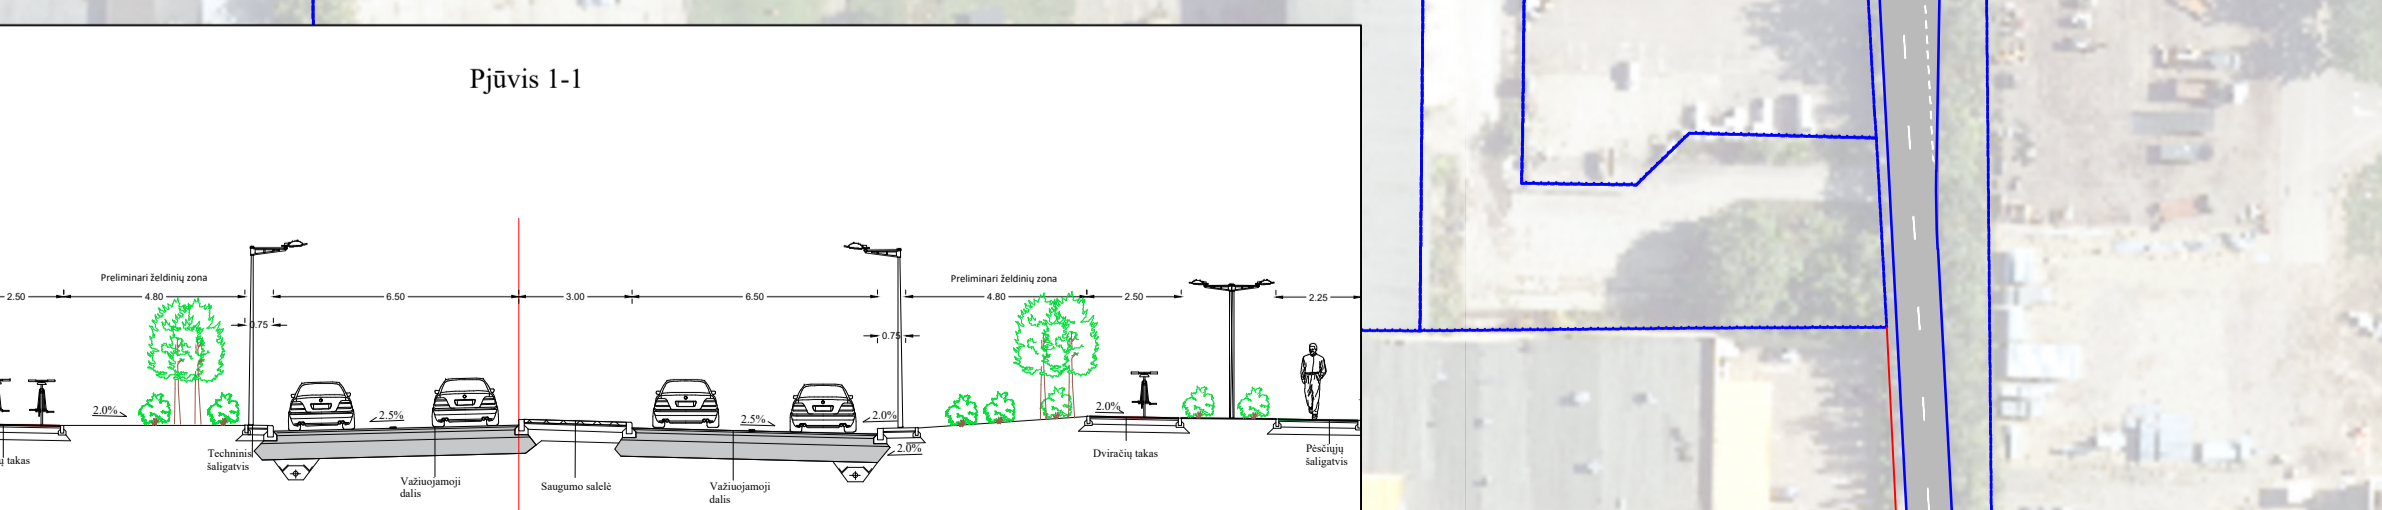 Pjūvis 1-1
Preliminari želdinių zona
Preliminari želdinių zona
2.50
4.80
6.50
3.00
6.50
4.80
2.50
2.25
0.75
0.75
2.0%
2.5%
2.5%
2.0%
2.0%
2.0%
ų takas
Techninis
šaligatvis
Važiuojamoji
dalis
Saugumo salelė
Važiuojamoji
dalis
Dviračių takas
Pėsčiųjų
šaligatvis